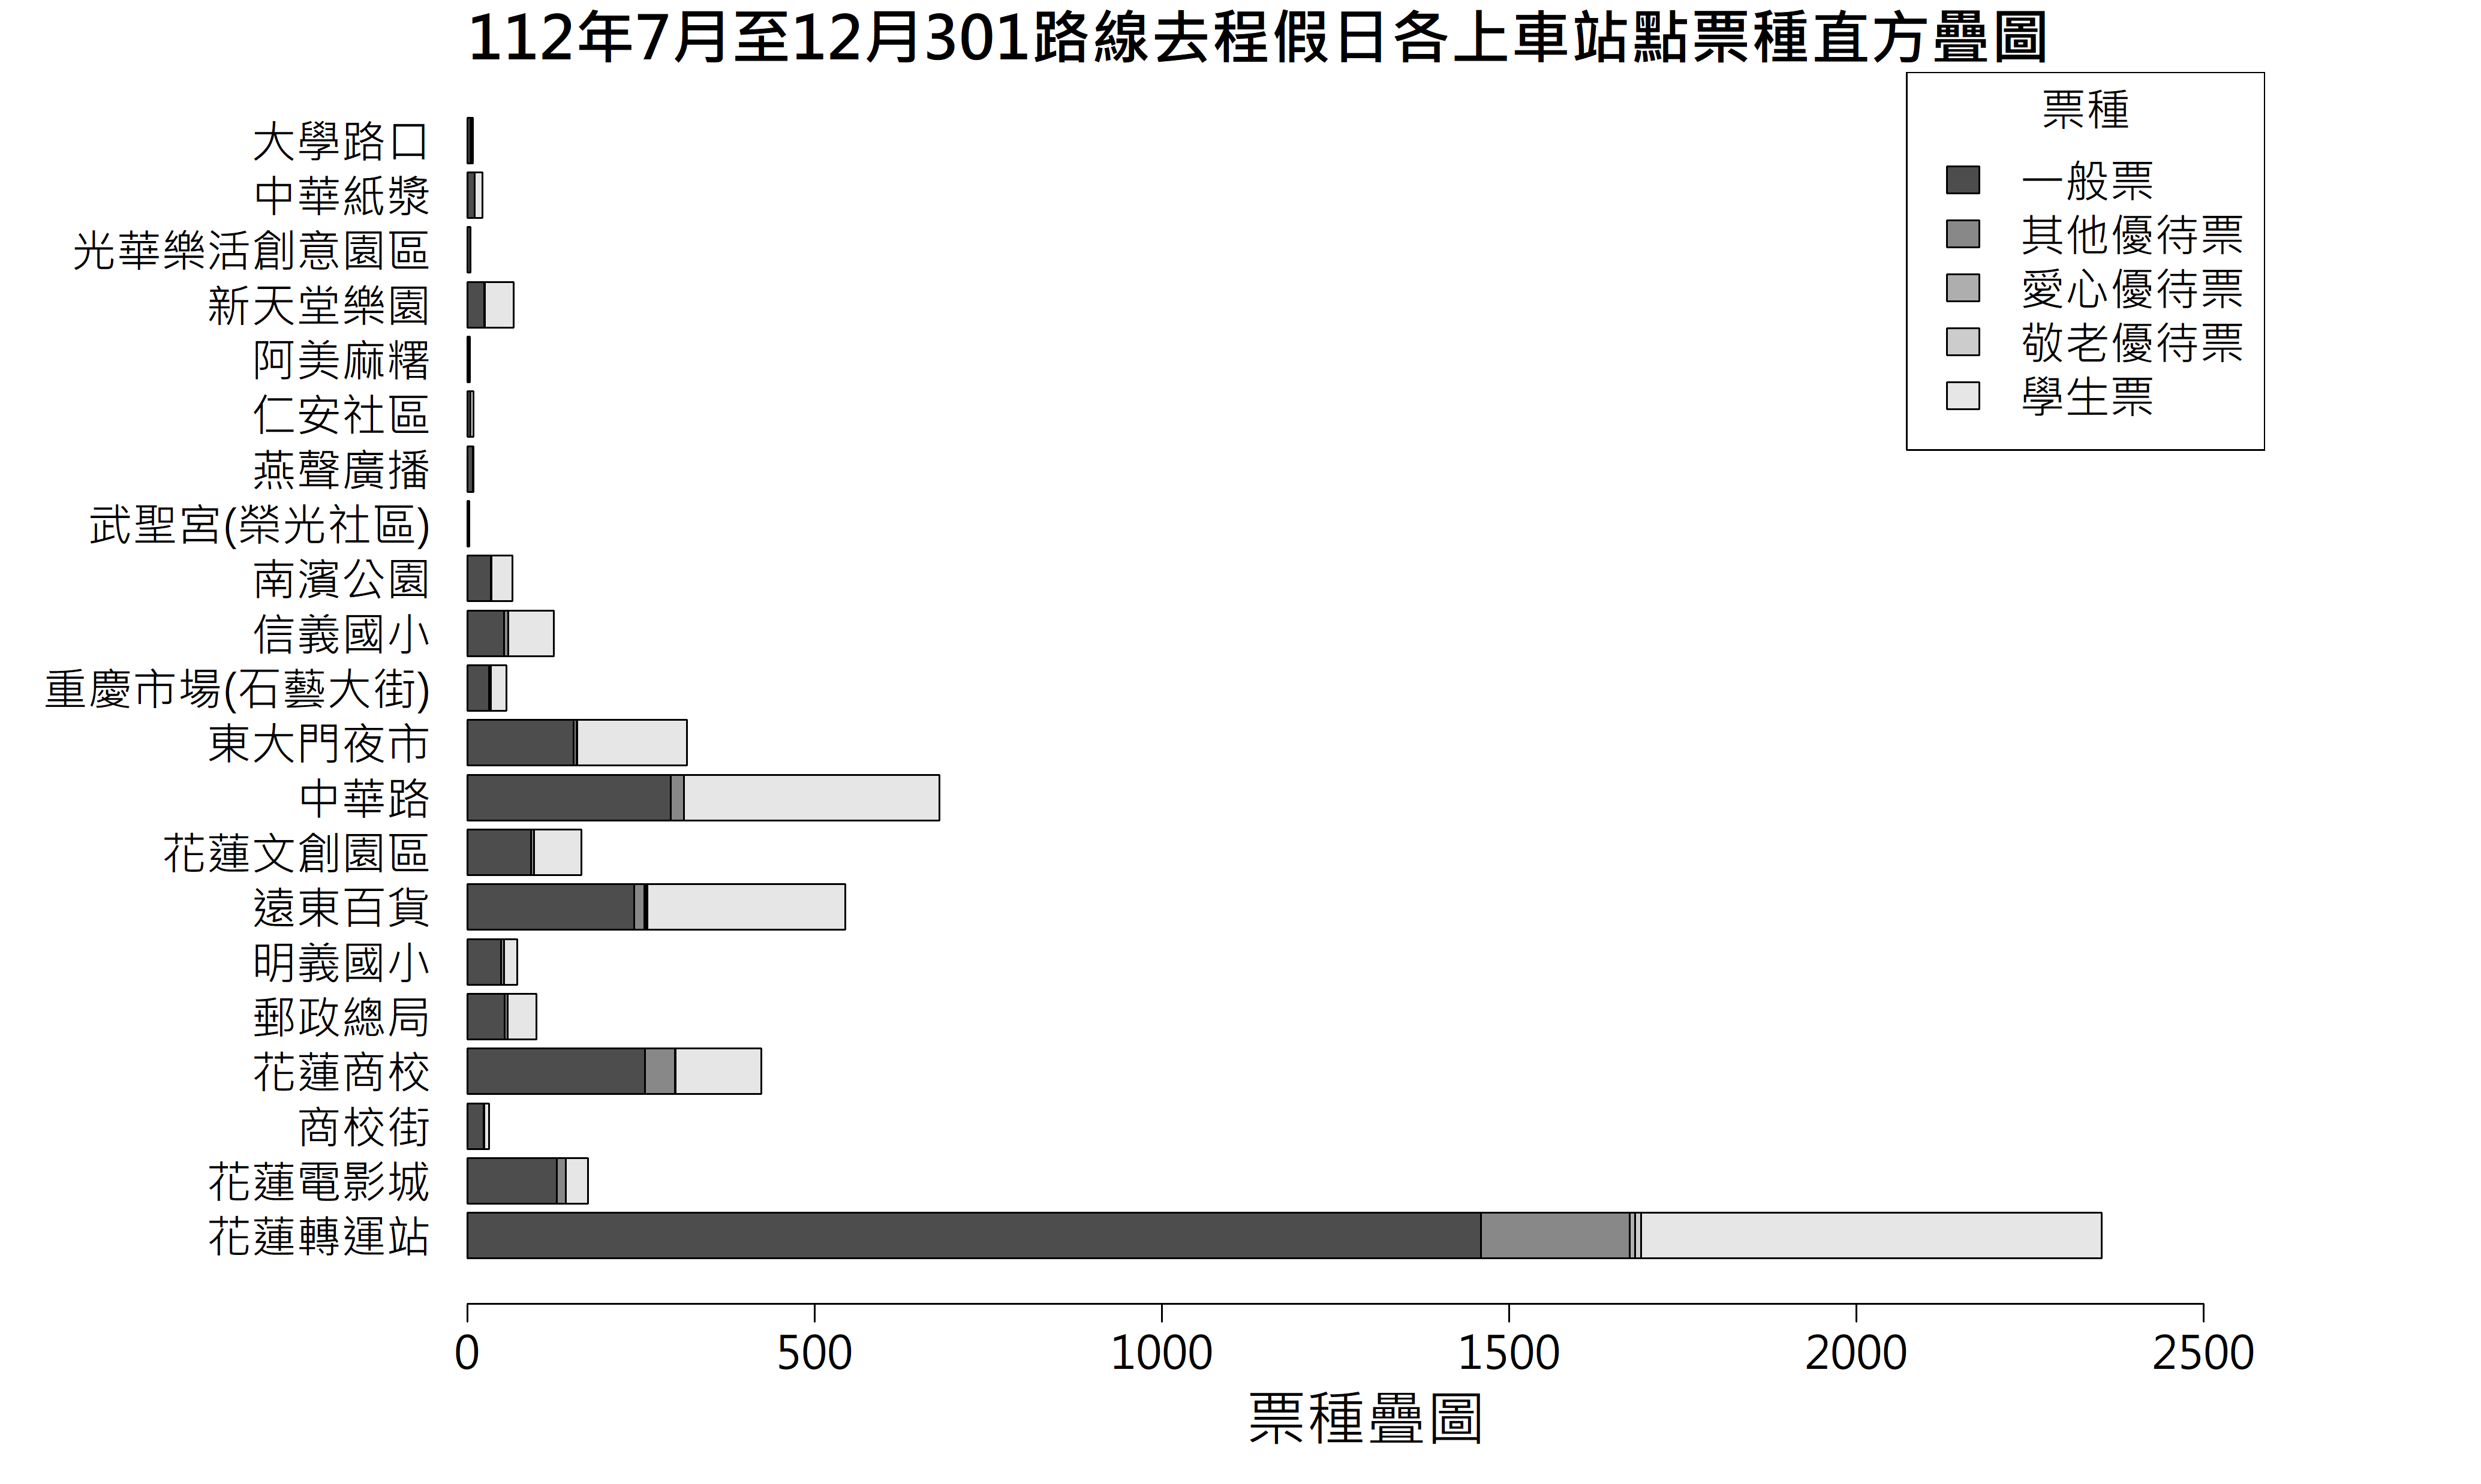 112年7月至12月301路線去程假日各上車站點票種直方疊圖
票種
一般票
其他優待票
愛心優待票
敬老優待票
學生票
大學路口
中華紙漿
光華樂活創意園區
新天堂樂園
阿美麻糬
仁安社區
燕聲廣播
武聖宮(榮光社區)
南濱公園
信義國小
重慶市場(石藝大街)
東大門夜市
中華路
花蓮文創園區
遠東百貨
明義國小
郵政總局
花蓮商校
商校街
花蓮電影城
花蓮轉運站
0 500 1000 1500 2000 2500
票種疊圖